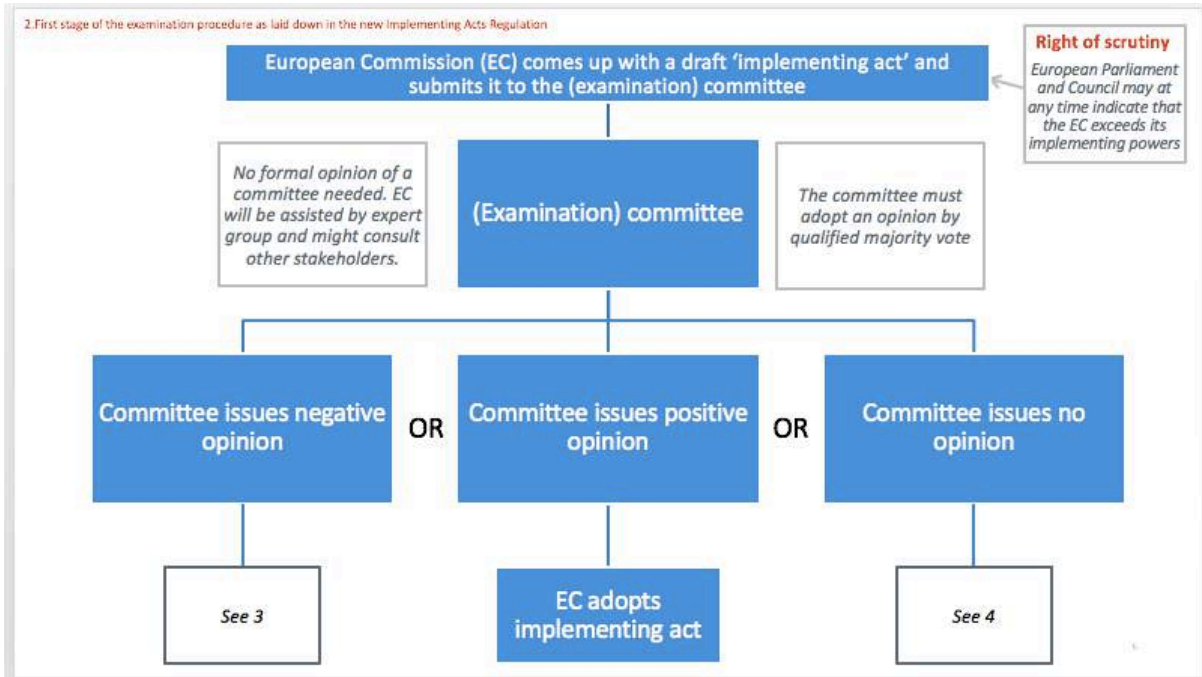 2.First stage of the examination procedure as laid down in the new Implementing Acts Regulation
European Commission (EC) comes up with a draft ‘implementing act’ and
submits it to the (examination) committee
Right of scrutiny
European Parliament
and Council may at
any time indicate that
the EC exceeds its
implementing powers
No formal opinion of a
committee needed. EC
will be assisted by expert
group and might consult
other stakeholders.
(Examination) committee
The committee must
adopt an opinion by
qualified majority vote
Committee issues negative
opinion
OR
Committee issues positive
opinion
OR
Committee issues no
opinion
See 3
EC adopts
implementing act
See 4